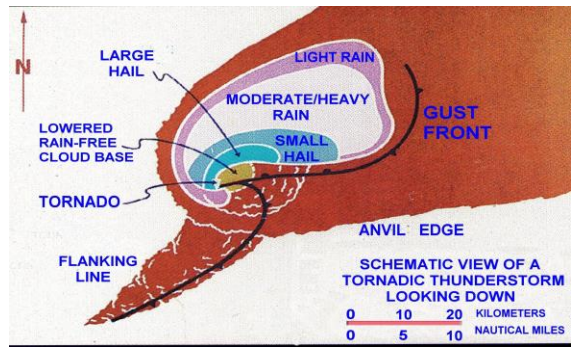 N
LARGE
HAIL
LIGHT RAIN
MODERATE/HEAVY
RAIN
GUST
FRONT
LOWERED
RAIN-FREE
CLOUD BASE
SMALL
HAIL
TORNADO
FLANKING
LINE
ANVIL EDGE
SCHEMATIC VIEW OF A
TORNADIC THUNDERSTORM
LOOKING DOWN
0 10 20 KILOMETERS
0 5 10 NAUTICAL MILES